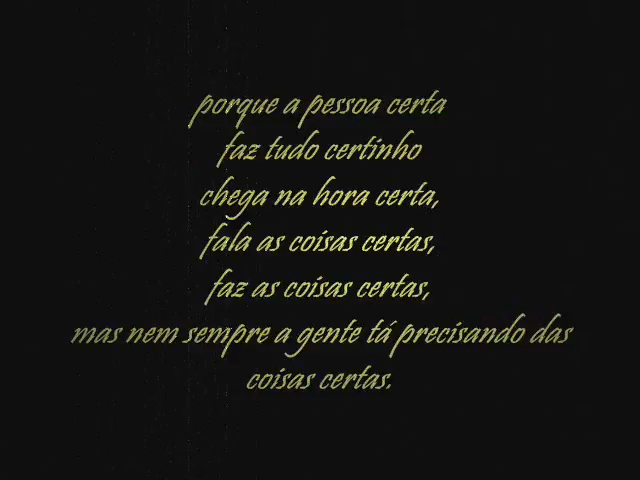 porque a pessoa certa
faz tudo certinho
chega na hora certa,
fala as coisas certas,
faz as coisas certas,
mas nem sempre a gente tá precisando das
coisas certas.